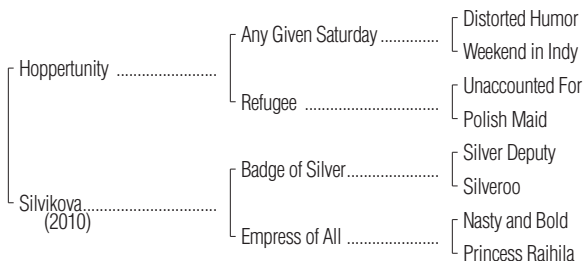 Distorted Humor
Any Given Saturday ..............
Weekend in Indy
Hoppertunity ........................
Unaccounted For
Refugee ................................
Polish Maid
Silver Deputy
Badge of Silver......................
Silveroo
Silvikova................................
(2010)
Nasty and Bold
Empress of All ......................
Princess Raihila